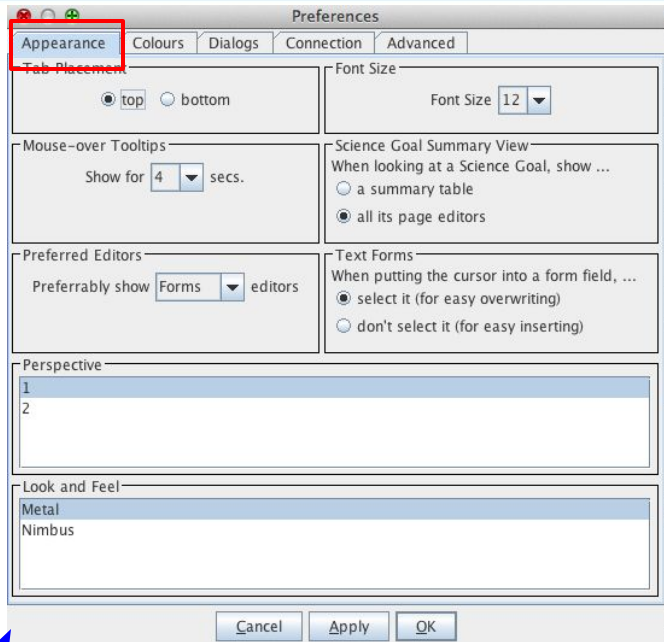 Preferences
Appearance Colours Dialogs Connection Advanced
Tab Placement
top bottom
Font Size
Font Size 12
Mouse-over Tooltips
Show for 4 secs.
Science Goal Summary View
When looking at a Science Goal, show ...
a summary table
all its page editors
Preferred Editors
Preferrably show Forms editors
Text Forms
When putting the cursor into a form field, ...
select it (for easy overwriting)
don't select it (for easy inserting)
Perspective
1
2
Look and Feel
Metal
Nimbus
Cancel Apply OK